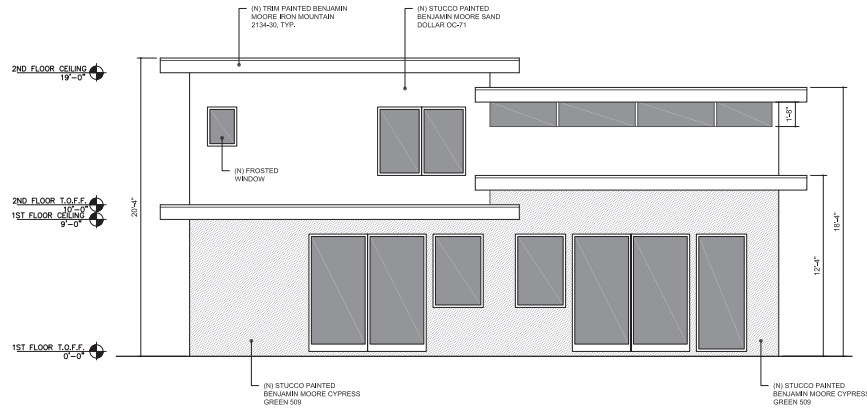 (N) TRIM PAINTED BENJAMIN
MOORE IRON MOUNTAIN
2134-30, TYP.
(N) STUCCO PAINTED
BENJAMIN MOORE SAND
DOLLAR OC-71
2ND FLOOR CEILING
19'-0"
1'-8"
(N) FROSTED
WINDOW
2ND FLOOR T.O.F.F.
10'-0"
1ST FLOOR CEILING
9'-0"
20'-4"
18'-4"
12'-4"
1ST FLOOR T.O.F.F.
0'-0"
(N) STUCCO PAINTED
BENJAMIN MOORE CYPRESS
GREEN 509
(N) STUCCO PAINTED
BENJAMIN MOORE CYPRESS
GREEN 509